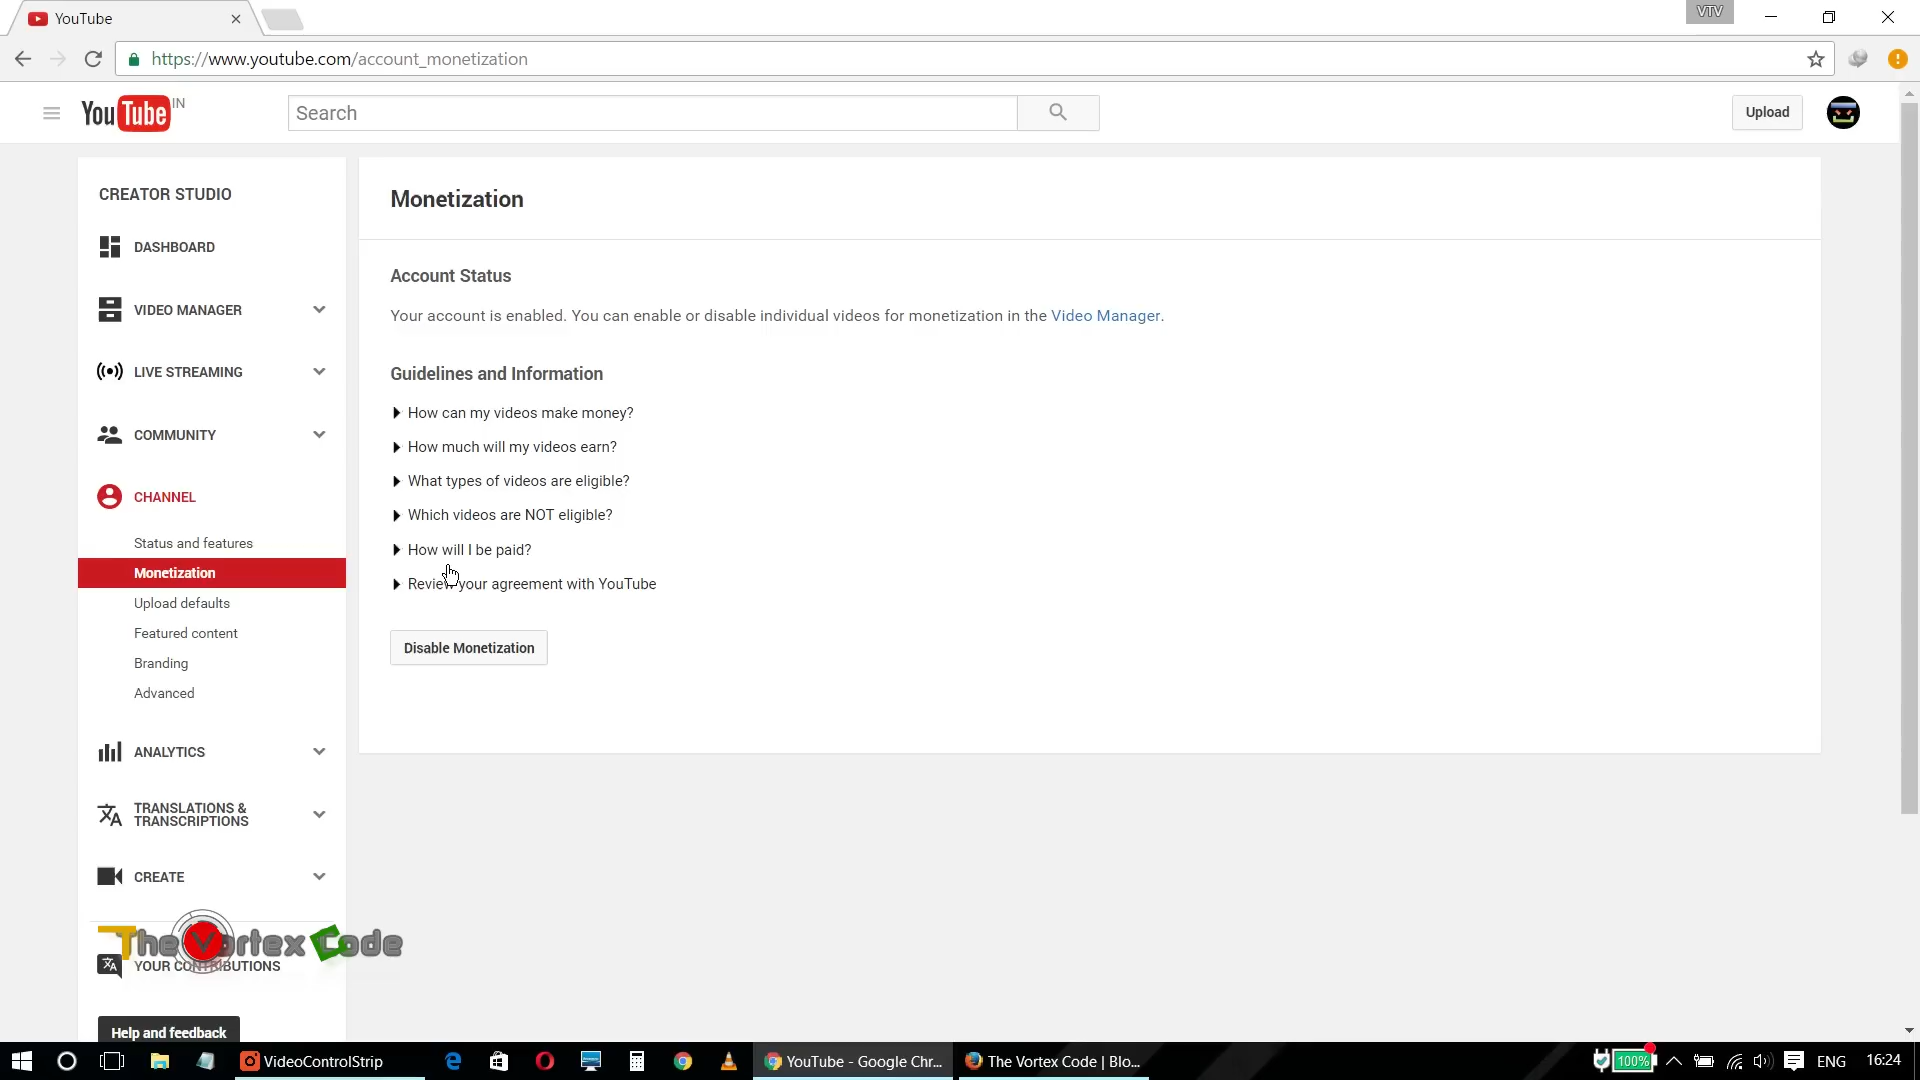 YouTube
VTV
https://www.youtube.com/account_monetization
YouTube IN
Search
Upload
CREATOR STUDIO
DASHBOARD
VIDEO MANAGER
LIVE STREAMING
COMMUNITY
CHANNEL
Status and features
Monetization
Upload defaults
Featured content
Branding
Advanced
ANALYTICS
TRANSLATIONS &
TRANSCRIPTIONS
CREATE
The Vortex Code
YOUR CONTRIBUTIONS
Help and feedback
Monetization
Account Status
Your account is enabled. You can enable or disable individual videos for monetization in the Video Manager.
Guidelines and Information
How can my videos make money?
How much will my videos earn?
What types of videos are eligible?
Which videos are NOT eligible?
How will I be paid?
Review your agreement with YouTube
Disable Monetization
VideoControlStrip
YouTube - Google Chr...
The Vortex Code | Blo...
100%
ENG
16:24